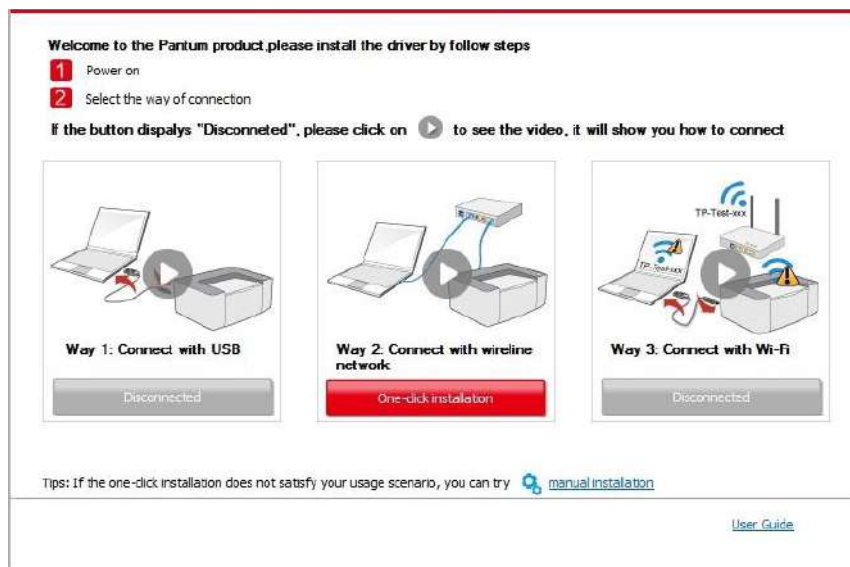 Welcome to the Pantum product,please install the driver by follow steps
1 Power on
2 Select the way of connection
If the button dispalys "Disconneted", please click on to see the video, it will show you how to connect
TP-Test-xxx
TP-Test-xxx
Way 1: Connect with USB
Way 2: Connect with wireline
network
Way 3: Connect with Wi-Fi
Disconnected
One-click installation
Disconnected
Tips: If the one-click installation does not satisfy your usage scenario, you can try manual installation
User Guide